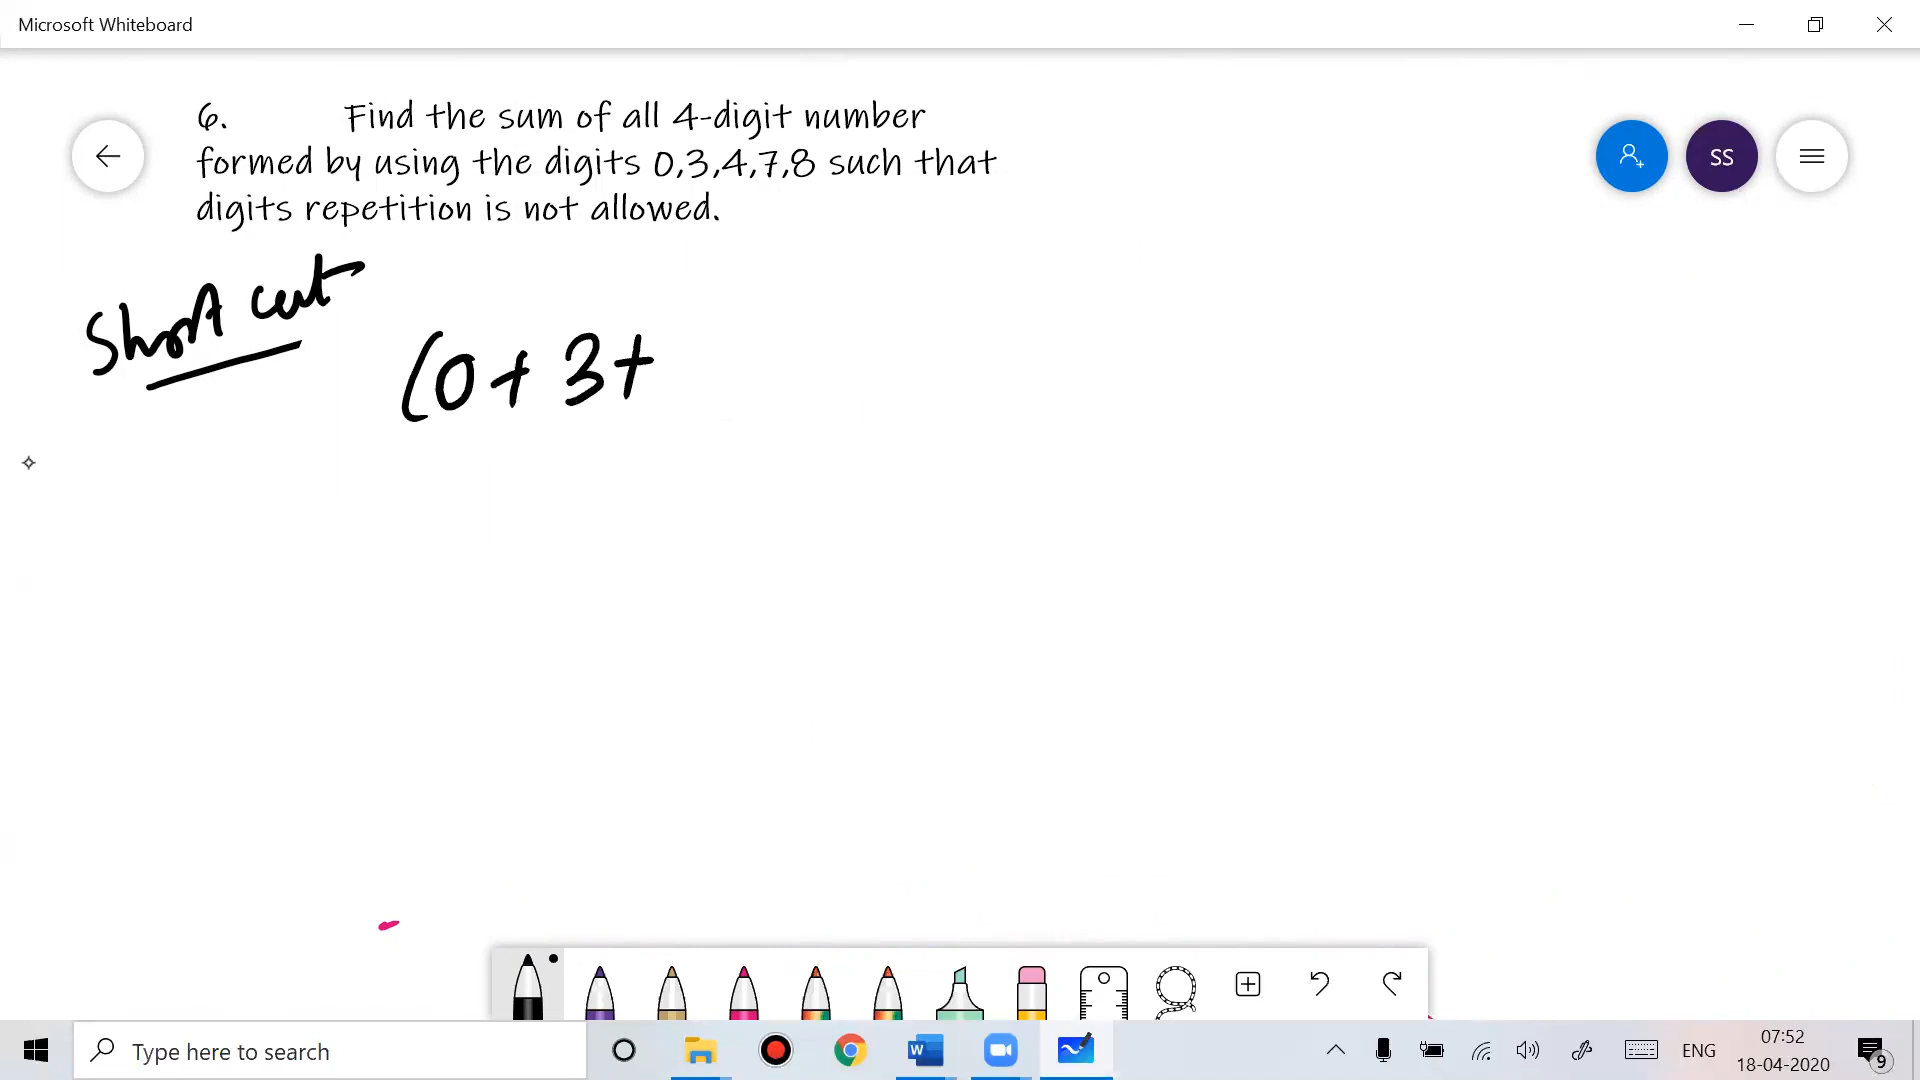 Microsoft Whiteboard
6. Find the sum of all 4-digit number
formed by using the digits 0,3,4,7,8 such that
digits repetition is not allowed.
SS
Short cut
(0+ 3+
Type here to search
W
ENG
07:52
18-04-2020
9